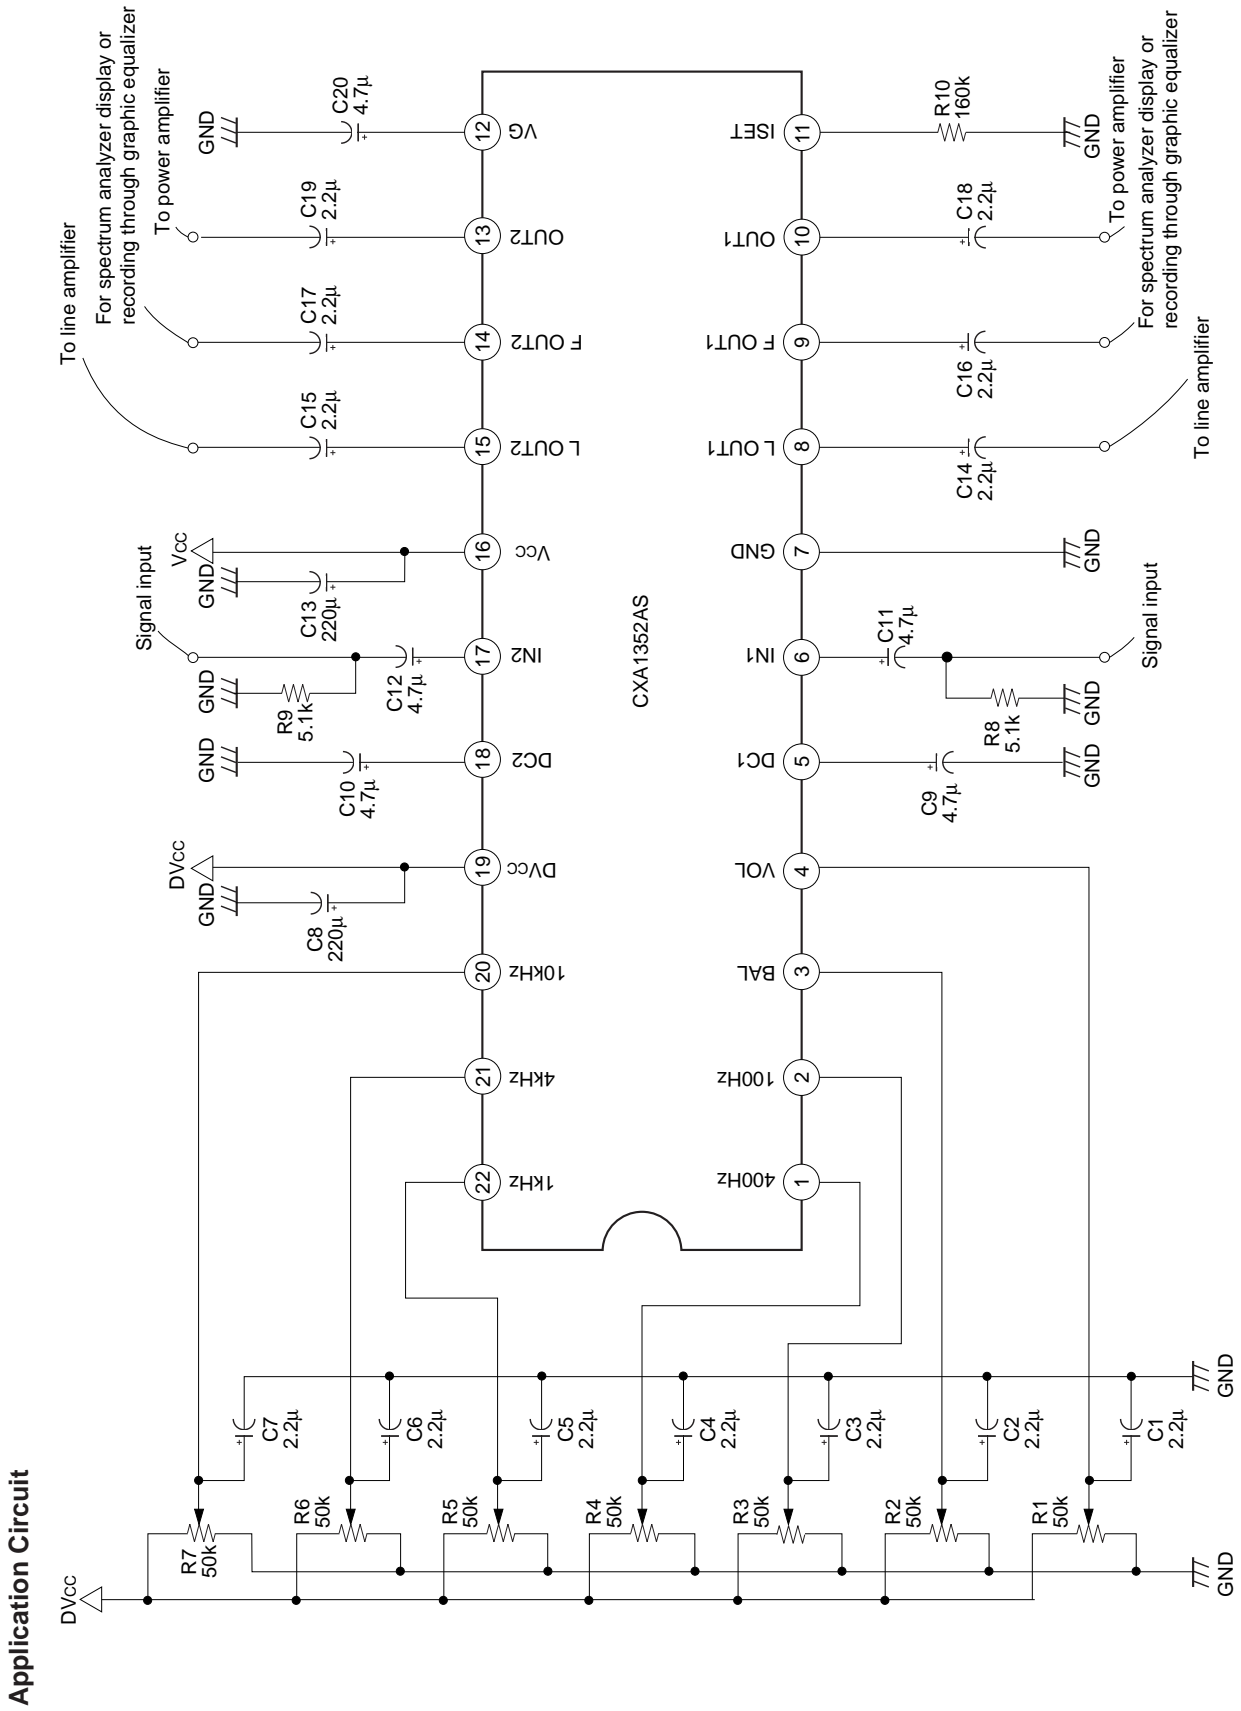 Application Circuit
GND
C20
4.7µ
12
VG
For spectrum analyzer display or
recording through graphic equalizer
To power amplifier
C19
2.2µ
13
OUT2
C17
2.2µ
14
F OUT2
To line amplifier
C15
2.2µ
15
L OUT2
Vcc
GND
C13
220µ
16
Vcc
Signal input
GND
R9
5.1k
C12
4.7µ
17
IN2
GND
C10
4.7µ
18
DC2
DVcc
GND
C8
220µ
19
DVcc
20
10kHz
21
4kHz
22
1kHz
CXA1352AS
ISET
11
R10
160k
GND
OUT1
10
C18
2.2µ
To power amplifier
F OUT1
9
C16
2.2µ
For spectrum analyzer display or
recording through graphic equalizer
L OUT1
8
C14
2.2µ
To line amplifier
GND
7
GND
IN1
6
C11
4.7µ
R8
5.1k
GND
Signal input
DC1
5
C9
4.7µ
GND
VOL
4
BAL
3
100Hz
2
400Hz
1
C7
2.2µ
C6
2.2µ
C5
2.2µ
C4
2.2µ
C3
2.2µ
C2
2.2µ
C1
2.2µ
GND
R7
50k
R6
50k
R5
50k
R4
50k
R3
50k
R2
50k
R1
50k
GND
DVcc